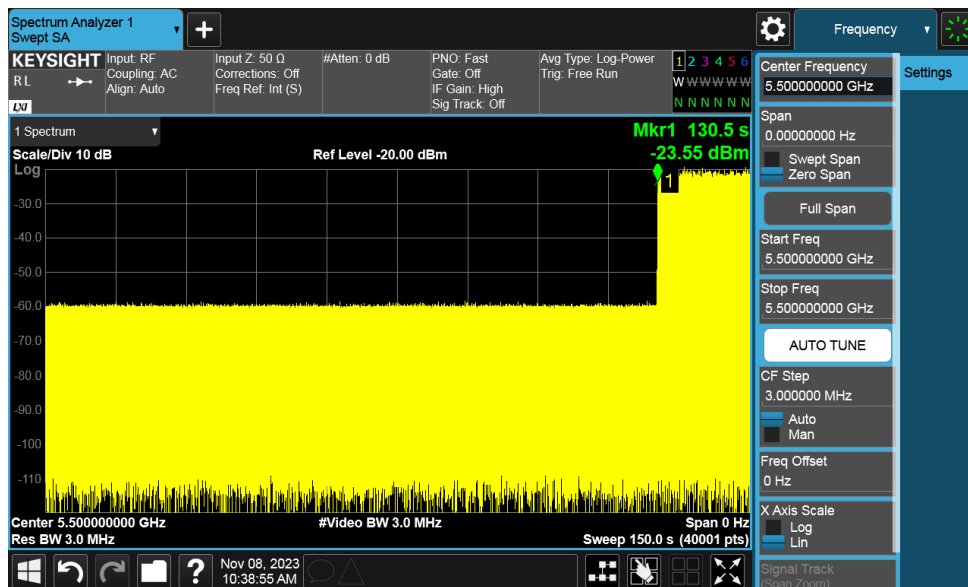 Spectrum Analyzer 1
Swept SA
+
Frequency
KEYSIGHT
R L
LXI
Input: RF
Coupling: AC
Align: Auto
Input Z: 50 Ω
Corrections: Off
Freq Ref: Int (S)
#Atten: 0 dB
PNO: Fast
Gate: Off
IF Gain: High
Sig Track: Off
Avg Type: Log-Power
Trig: Free Run
1 2 3 4 5 6
W W W W W W
N N N N N N
1 Spectrum
Mkr1 130.5 s
Scale/Div 10 dB
Ref Level -20.00 dBm
-23.55 dBm
Log
1
-30.0
-40.0
-50.0
-60.0
-70.0
-80.0
-90.0
-100
-110
Center 5.500000000 GHz
#Video BW 3.0 MHz
Span 0 Hz
Res BW 3.0 MHz
Sweep 150.0 s (40001 pts)
Center Frequency
5.500000000 GHz
Settings
Span
0.00000000 Hz
Swept Span
Zero Span
Full Span
Start Freq
5.500000000 GHz
Stop Freq
5.500000000 GHz
AUTO TUNE
CF Step
3.000000 MHz
Auto
Man
Freq Offset
0 Hz
X Axis Scale
Log
Lin
Signal Track
(Span Zoom)
?
Nov 08, 2023
10:38:55 AM